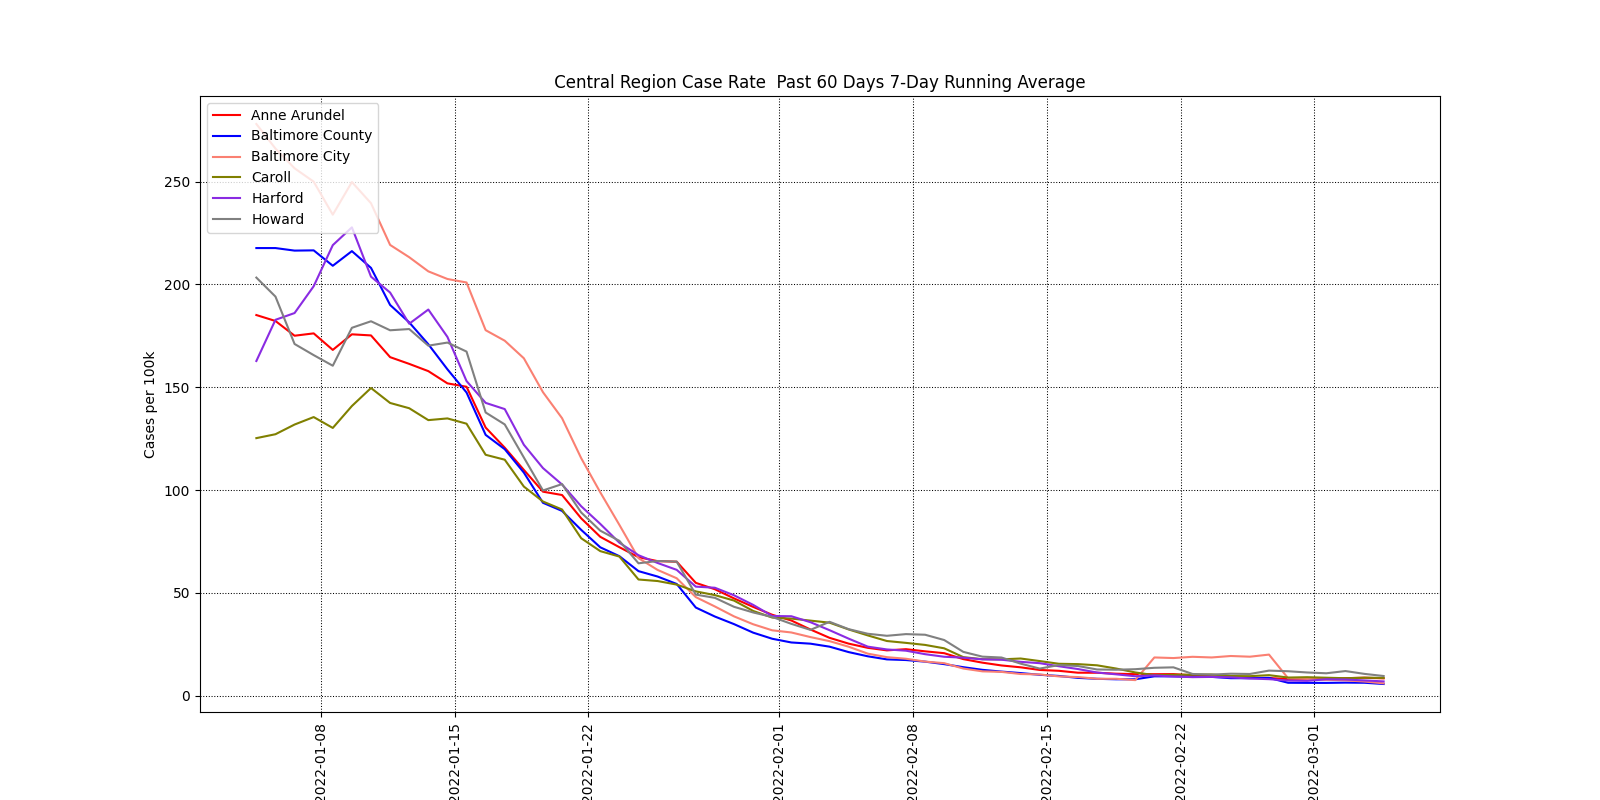 Central Region Case Rate  Past 60 Days 7-Day Running Average
Anne Arundel
Baltimore County
Baltimore City
Caroll
Harford
Howard
Cases per 100k
250
200
150
100
50
0
2022-01-08
2022-01-15
2022-01-22
2022-02-01
2022-02-08
2022-02-15
2022-02-22
2022-03-01